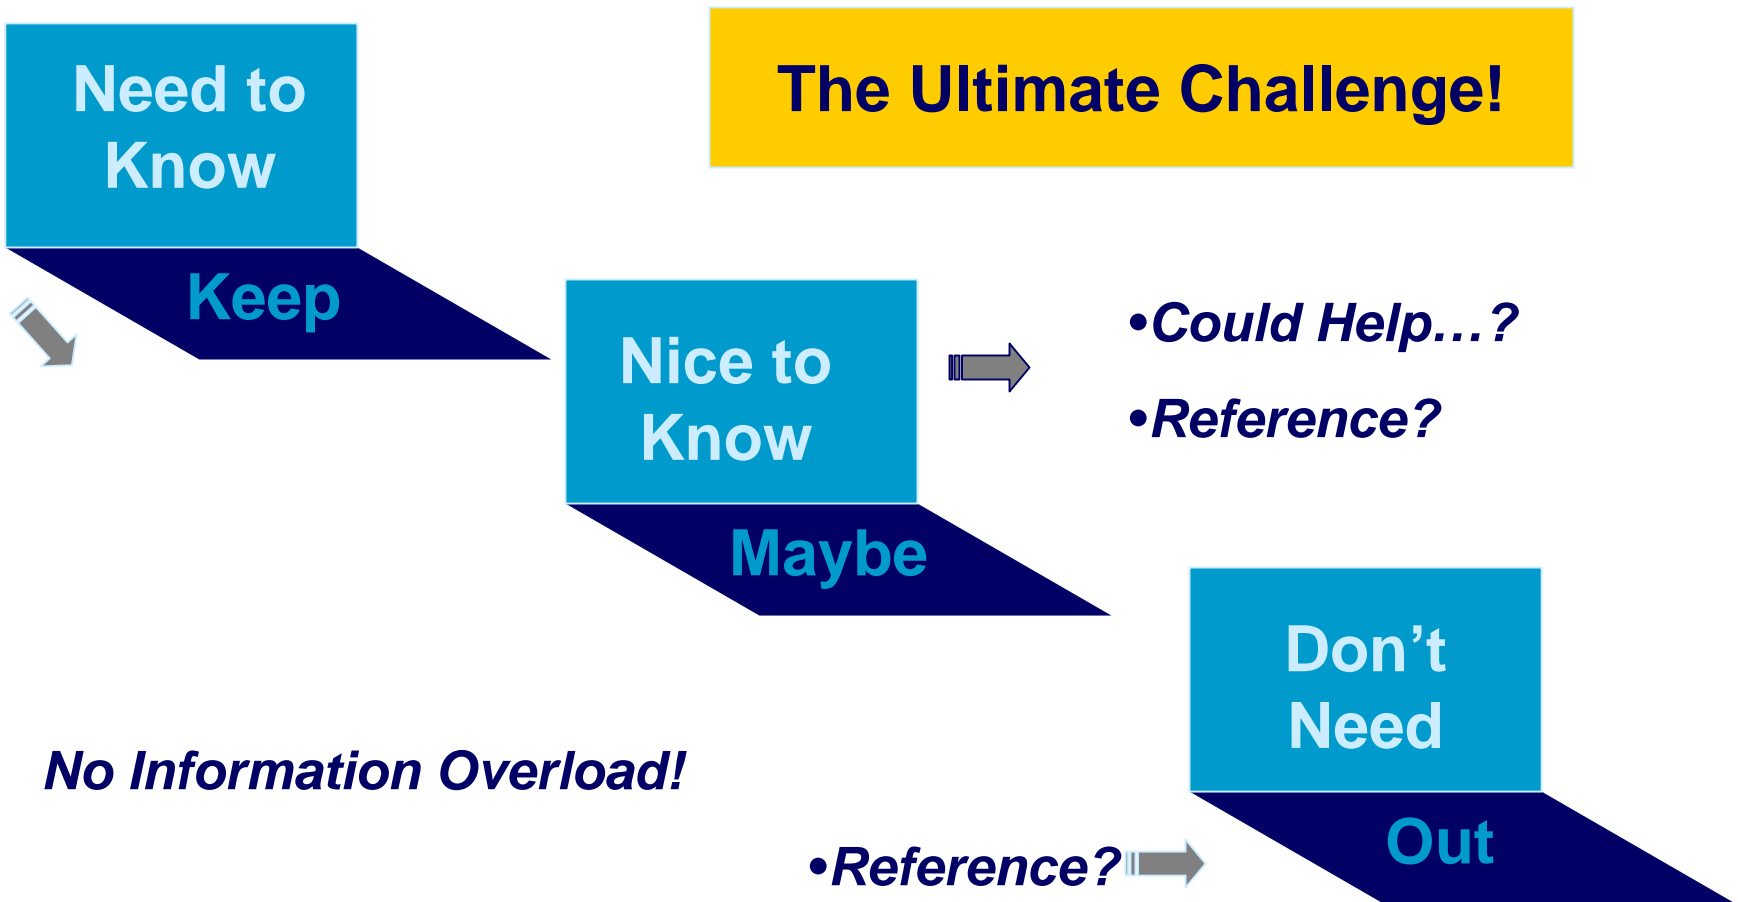 The Ultimate Challenge!
Need to
Know
Keep
Nice to
Know
Maybe
•Could Help…?
•Reference?
Don’t
Need
Out
No Information Overload!
•Reference?